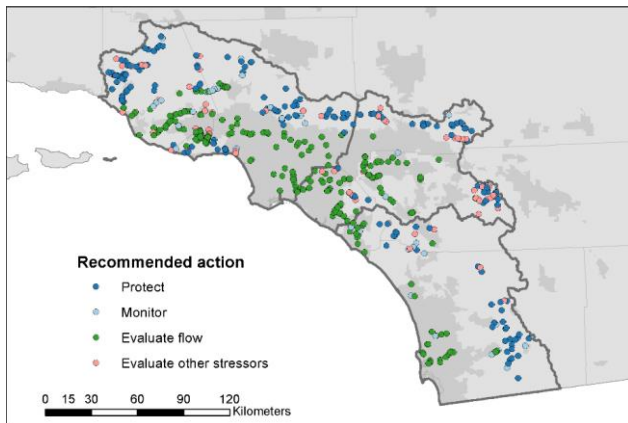 Recommended action
Protect
Monitor
Evaluate flow
Evaluate other stressors
0 15 30 60 90 120
Kilometers